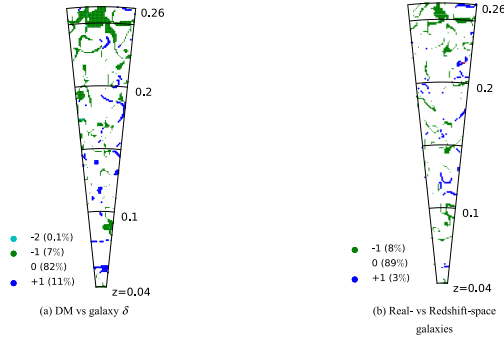 0.26
0.2
0.1
z=0.04
-2 (0.1%)
-1 (7%)
0 (82%)
+1 (11%)
(a) DM vs galaxy δ
0.26
0.2
0.1
z=0.04
-1 (8%)
0 (89%)
+1 (3%)
(b) Real- vs Redshift-space
galaxies